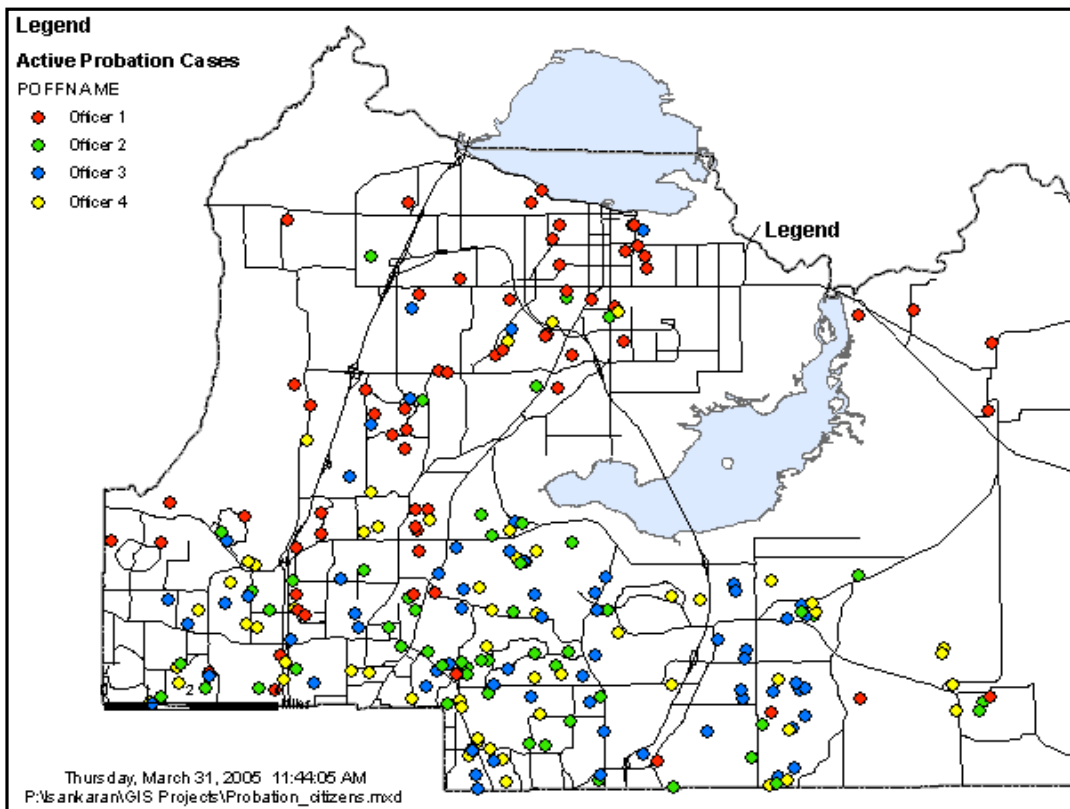 Legend
Active Probation Cases
POFFNAME
Officer 1
Officer 2
Officer 3
Officer 4
Legend
0
2
Miles
Thursday, March 31, 2005 11:44:05 AM
P:\lsankaran\GIS Projects\Probation_citizens.mxd